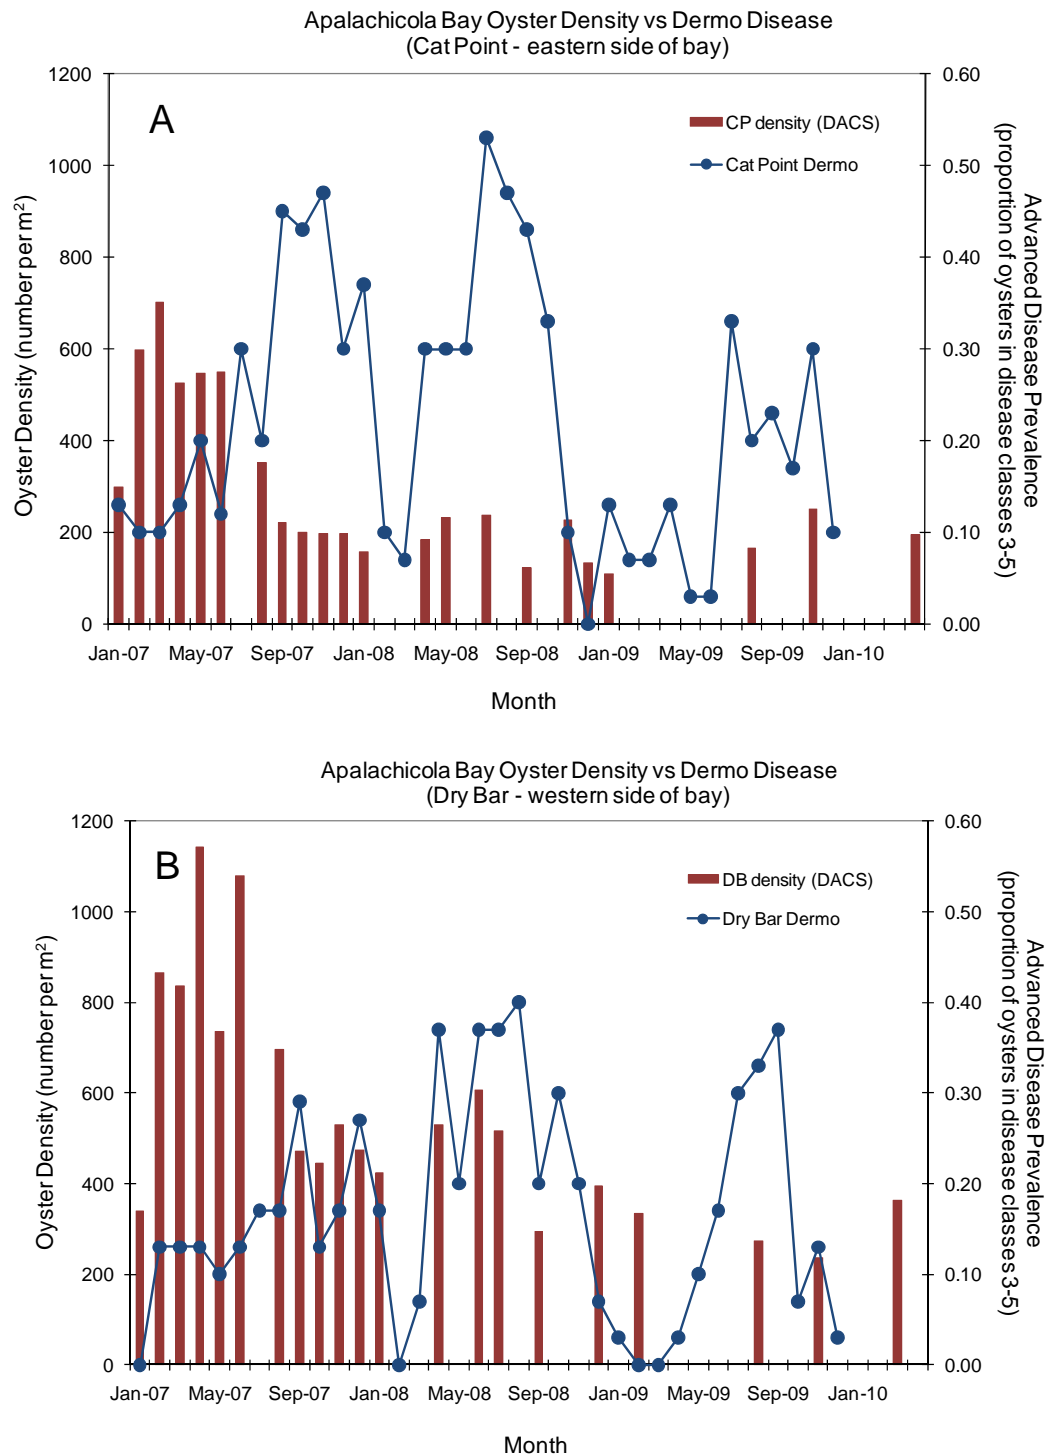 Apalachicola Bay Oyster Density vs Dermo Disease
(Cat Point - eastern side of bay)
A
CP density (DACS)
Cat Point Dermo
Oyster Density (number per m²)
1200
1000
800
600
400
200
0
0.60
0.50
0.40
0.30
0.20
0.10
0.00
Advanced Disease Prevalence
(proportion of oysters in disease classes 3-5)
Jan-07 May-07 Sep-07 Jan-08 May-08 Sep-08 Jan-09 May-09 Sep-09 Jan-10
Month
Apalachicola Bay Oyster Density vs Dermo Disease
(Dry Bar - western side of bay)
B
DB density (DACS)
Dry Bar Dermo
Oyster Density (number per m²)
1200
1000
800
600
400
200
0
0.60
0.50
0.40
0.30
0.20
0.10
0.00
Advanced Disease Prevalence
(proportion of oysters in disease classes 3-5)
Jan-07 May-07 Sep-07 Jan-08 May-08 Sep-08 Jan-09 May-09 Sep-09 Jan-10
Month